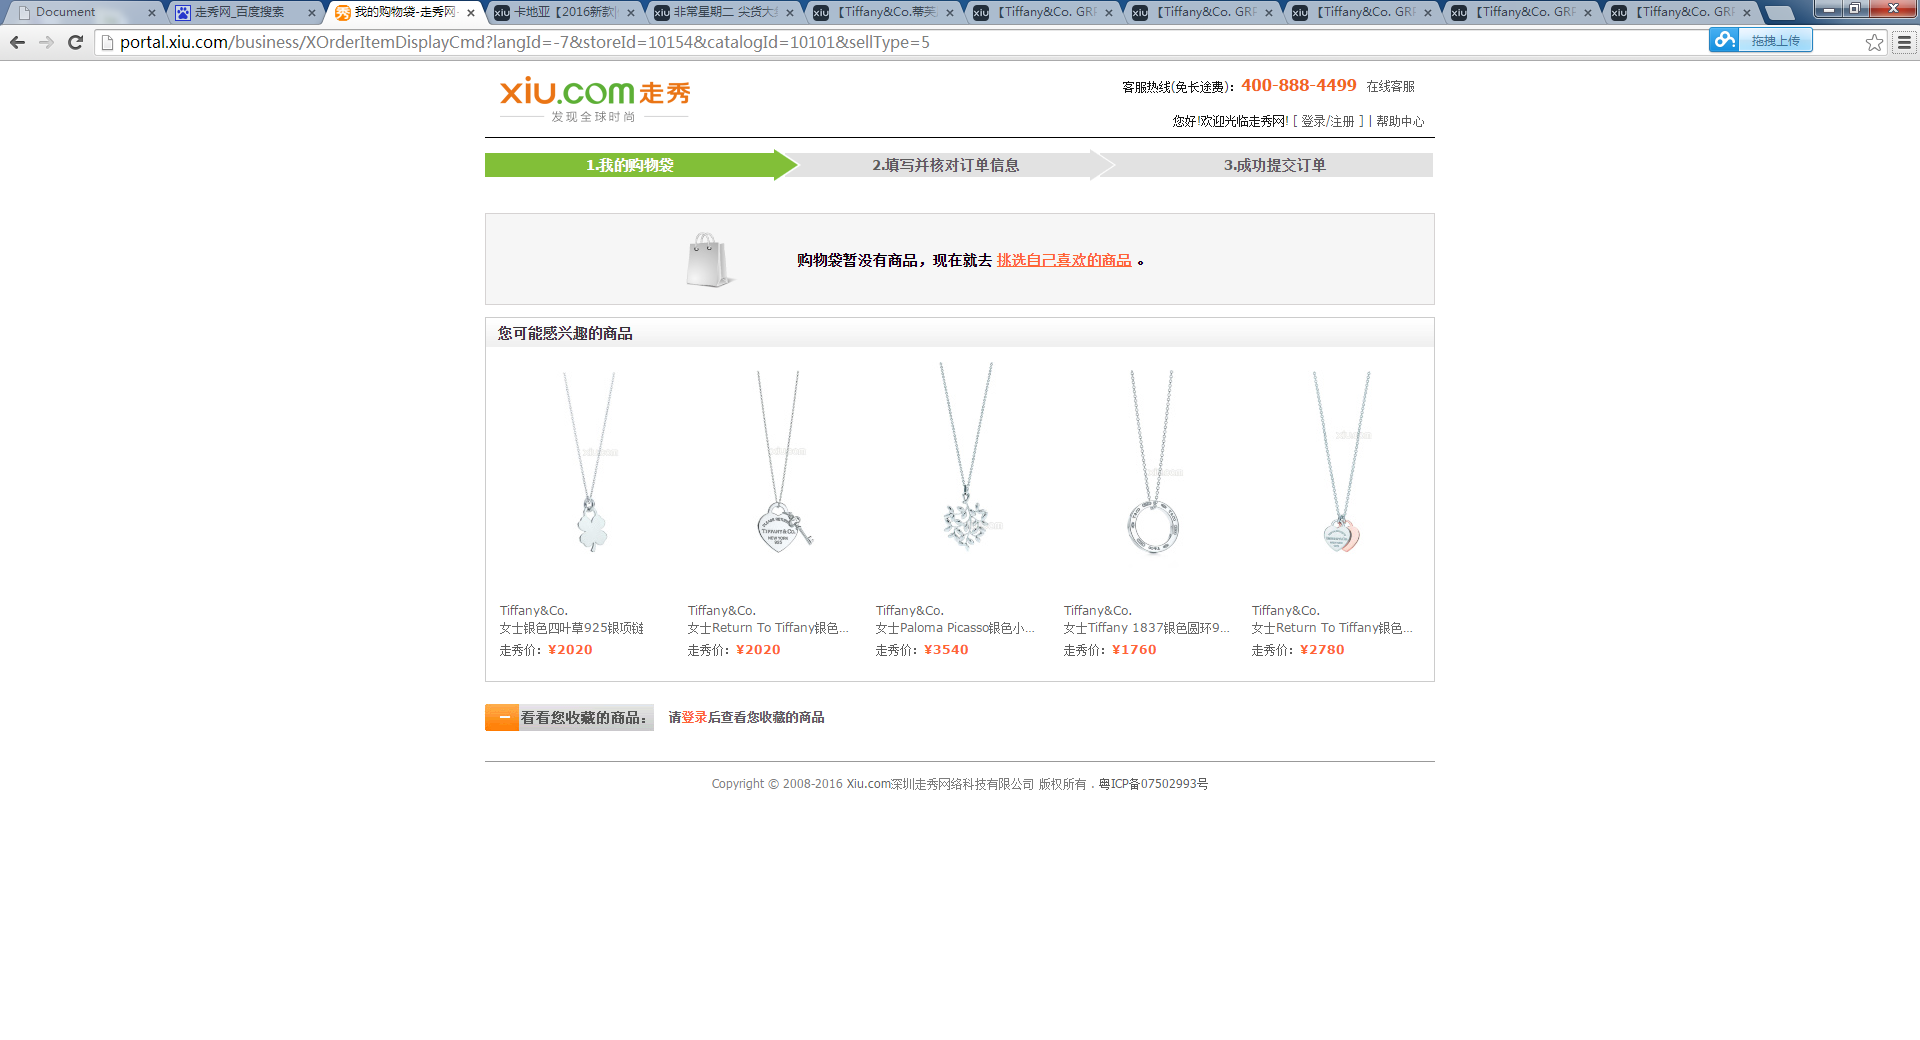 Document
走秀网_百度搜索
我的购物袋-走秀网-
xiu 卡地亚【2016新款
xiu 非常星期二 尖货大
xiu 【Tiffany&Co.蒂芙
xiu 【Tiffany&Co. GRP
xiu 【Tiffany&Co. GRP
xiu 【Tiffany&Co. GRP
xiu 【Tiffany&Co. GRP
xiu 【Tiffany&Co. GRP
portal.xiu.com/business/XOrderItemDisplayCmd?langId=-7&storeId=10154&catalogId=10101&sellType=5
拖拽上传
xiu.com 走秀
发现全球时尚
客服热线(免长途费)：400-888-4499 在线客服
您好!欢迎光临走秀网! [ 登录/注册 ] | 帮助中心
1.我的购物袋
2.填写并核对订单信息
3.成功提交订单
购物袋暂没有商品，现在就去 挑选自己喜欢的商品 。
您可能感兴趣的商品
Tiffany&Co.
女士银色四叶草925银项链
走秀价：¥2020
Tiffany&Co.
女士Return To Tiffany银色...
走秀价：¥2020
Tiffany&Co.
女士Paloma Picasso银色小...
走秀价：¥3540
Tiffany&Co.
女士Tiffany 1837银色圆环9...
走秀价：¥1760
Tiffany&Co.
女士Return To Tiffany银色...
走秀价：¥2780
看看您收藏的商品：
请登录后查看您收藏的商品
Copyright © 2008-2016 Xiu.com深圳走秀网络科技有限公司 版权所有 . 粤ICP备07502993号